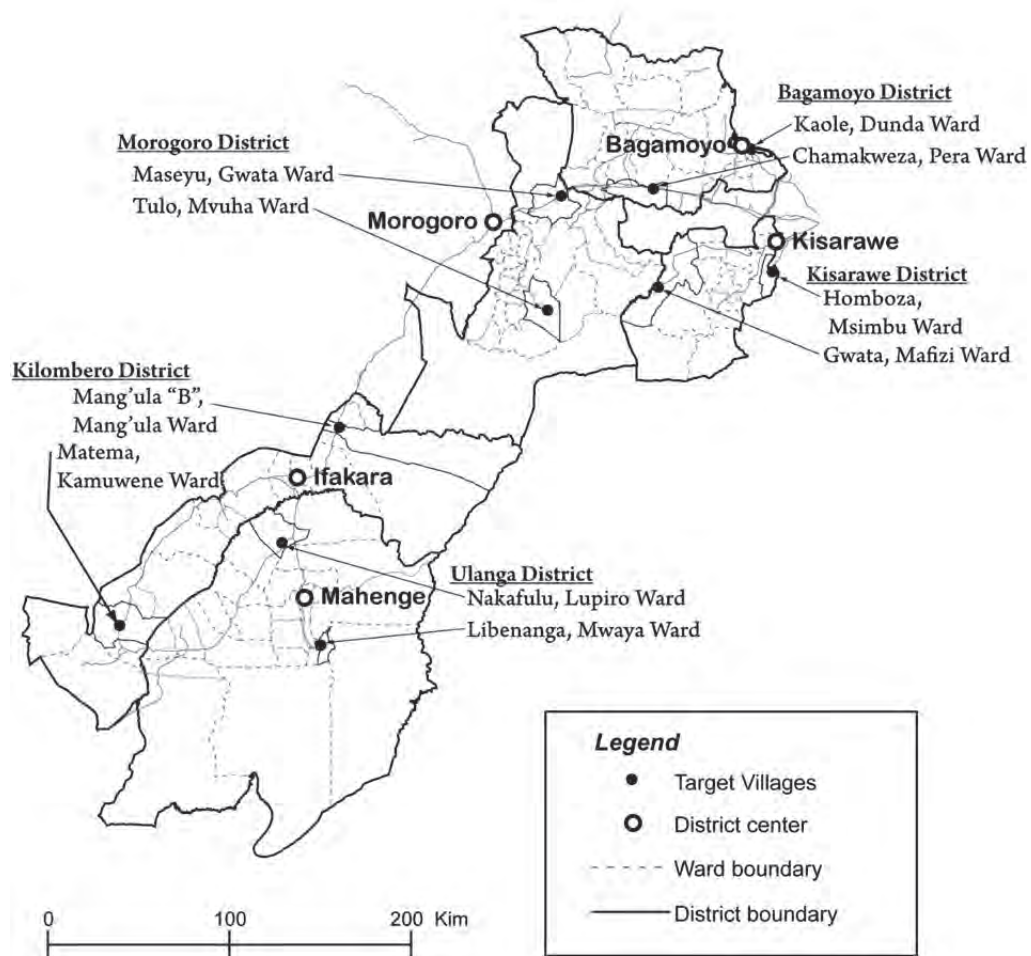 Bagamoyo District
Kaole, Dunda Ward
Chamakweza, Pera Ward
Bagamoyo
Morogoro District
Maseyu, Gwata Ward
Tulo, Mvuha Ward
Morogoro
Kisarawe
Kisarawe District
Homboza,
Msimbu Ward
Gwata, Mafizi Ward
Kilombero District
Mang'ula "B",
Mang'ula Ward
Matema,
Kamuwene Ward
Ifakara
Ulanga District
Nakafulu, Lupiro Ward
Libenanga, Mwaya Ward
Mahenge
Legend
Target Villages
District center
Ward boundary
District boundary
0 100 200 Kim